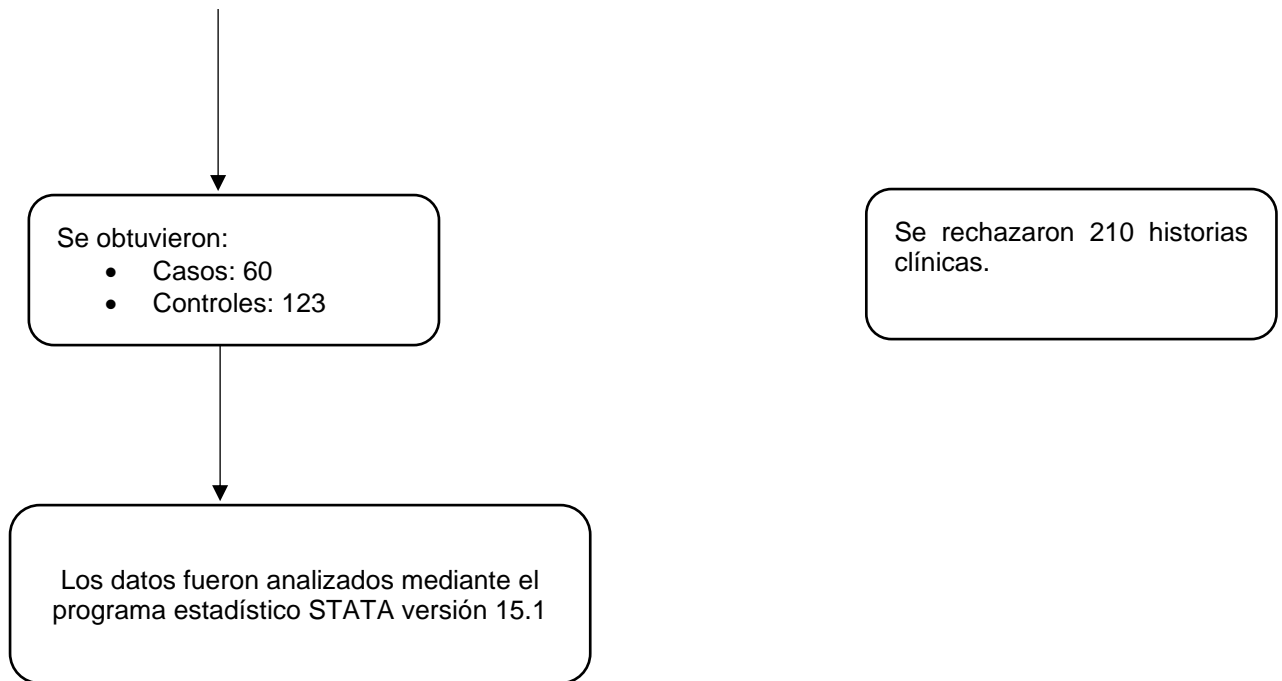 Se obtuvieron:
• Casos: 60
• Controles: 123
Se rechazaron 210 historias
clínicas.
Los datos fueron analizados mediante el
programa estadístico STATA versión 15.1